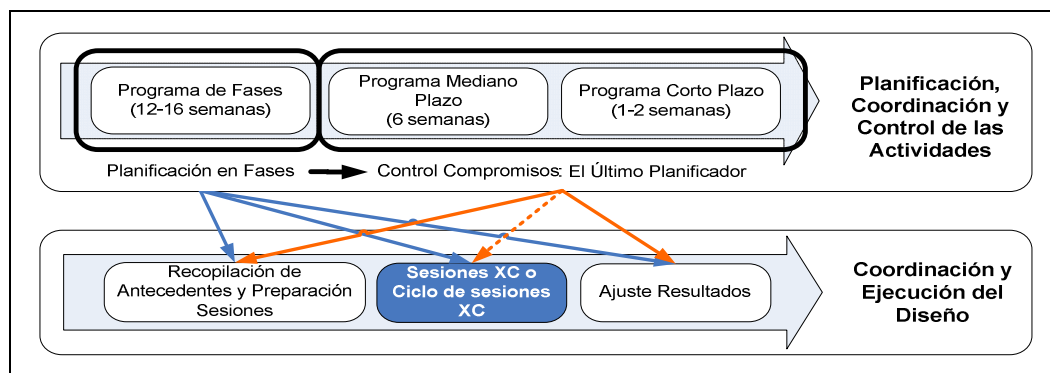 Programa de Fases
(12-16 semanas)
Programa Mediano
Plazo
(6 semanas)
Programa Corto Plazo
(1-2 semanas)
Planificación,
Coordinación y
Control de las
Actividades
Planificación en Fases
Control Compromisos: El Último Planificador
Recopilación de
Antecedentes y Preparación
Sesiones
Sesiones XC o
Ciclo de sesiones
XC
Ajuste Resultados
Coordinación y
Ejecución del
Diseño